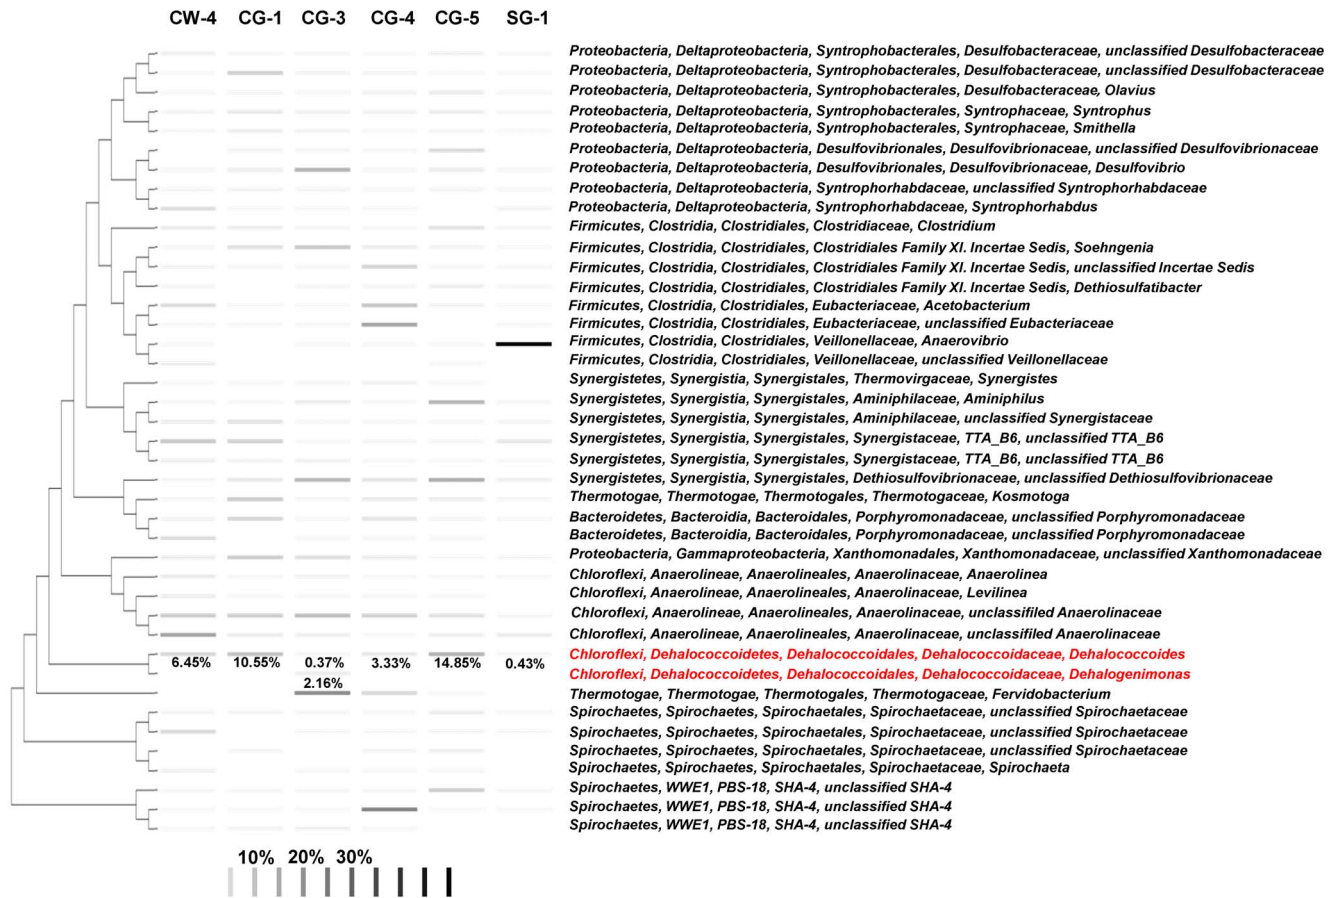 CW-4 CG-1 CG-3 CG-4 CG-5 SG-1
Proteobacteria, Deltaproteobacteria, Syntrophobacterales, Desulfobacteraceae, unclassified Desulfobacteraceae
Proteobacteria, Deltaproteobacteria, Syntrophobacterales, Desulfobacteraceae, unclassified Desulfobacteraceae
Proteobacteria, Deltaproteobacteria, Syntrophobacterales, Desulfobacteraceae, Olavius
Proteobacteria, Deltaproteobacteria, Syntrophobacterales, Syntrophaceae, Syntrophus
Proteobacteria, Deltaproteobacteria, Syntrophobacterales, Syntrophaceae, Smithella
Proteobacteria, Deltaproteobacteria, Desulfovibrionales, Desulfovibrionaceae, unclassified Desulfovibrionaceae
Proteobacteria, Deltaproteobacteria, Desulfovibrionales, Desulfovibrionaceae, Desulfovibrio
Proteobacteria, Deltaproteobacteria, Syntrophorhabdaceae, unclassified Syntrophorhabdaceae
Proteobacteria, Deltaproteobacteria, Syntrophorhabdaceae, Syntrophorhabdus
Firmicutes, Clostridia, Clostridiales, Clostridiaceae, Clostridium
Firmicutes, Clostridia, Clostridiales, Clostridiales Family XI. Incertae Sedis, Soehngenia
Firmicutes, Clostridia, Clostridiales, Clostridiales Family XI. Incertae Sedis, unclassified Incertae Sedis
Firmicutes, Clostridia, Clostridiales, Clostridiales Family XI. Incertae Sedis, Dethiosulfatibacter
Firmicutes, Clostridia, Clostridiales, Eubacteriaceae, Acetobacterium
Firmicutes, Clostridia, Clostridiales, Eubacteriaceae, unclassified Eubacteriaceae
Firmicutes, Clostridia, Clostridiales, Veillonellaceae, Anaerovibrio
Firmicutes, Clostridia, Clostridiales, Veillonellaceae, unclassified Veillonellaceae
Synergistetes, Synergistia, Synergistales, Thermovirgaceae, Synergistes
Synergistetes, Synergistia, Synergistales, Aminiphilaceae, Aminiphilus
Synergistetes, Synergistia, Synergistales, Aminiphilaceae, unclassified Synergistaceae
Synergistetes, Synergistia, Synergistales, Synergistaceae, TTA_B6, unclassified TTA_B6
Synergistetes, Synergistia, Synergistales, Synergistaceae, TTA_B6, unclassified TTA_B6
Synergistetes, Synergistia, Synergistales, Dethiosulfovibrionaceae, unclassified Dethiosulfovibrionaceae
Thermotogae, Thermotogae, Thermotogales, Thermotogaceae, Kosmotoga
Bacteroidetes, Bacteroidia, Bacteroidales, Porphyromonadaceae, unclassified Porphyromonadaceae
Bacteroidetes, Bacteroidia, Bacteroidales, Porphyromonadaceae, unclassified Porphyromonadaceae
Proteobacteria, Gammaproteobacteria, Xanthomonadales, Xanthomonadaceae, unclassified Xanthomonadaceae
Chloroflexi, Anaerolineae, Anaerolineales, Anaerolinaceae, Anaerolinea
Chloroflexi, Anaerolineae, Anaerolineales, Anaerolinaceae, Levilinea
Chloroflexi, Anaerolineae, Anaerolineales, Anaerolinaceae, unclassifiled Anaerolinaceae
Chloroflexi, Anaerolineae, Anaerolineales, Anaerolinaceae, unclassifiled Anaerolinaceae
Chloroflexi, Dehalococcoidetes, Dehalococcoidales, Dehalococcoidaceae, Dehalococcoides
6.45% 10.55% 0.37% 3.33% 14.85% 0.43%
Chloroflexi, Dehalococcoidetes, Dehalococcoidales, Dehalococcoidaceae, Dehalogenimonas
2.16%
Thermotogae, Thermotogae, Thermotogales, Thermotogaceae, Fervidobacterium
Spirochaetes, Spirochaetes, Spirochaetales, Spirochaetaceae, unclassified Spirochaetaceae
Spirochaetes, Spirochaetes, Spirochaetales, Spirochaetaceae, unclassified Spirochaetaceae
Spirochaetes, Spirochaetes, Spirochaetales, Spirochaetaceae, unclassified Spirochaetaceae
Spirochaetes, Spirochaetes, Spirochaetales, Spirochaetaceae, Spirochaeta
Spirochaetes, WWE1, PBS-18, SHA-4, unclassified SHA-4
Spirochaetes, WWE1, PBS-18, SHA-4, unclassified SHA-4
Spirochaetes, WWE1, PBS-18, SHA-4, unclassified SHA-4
10% 20% 30%